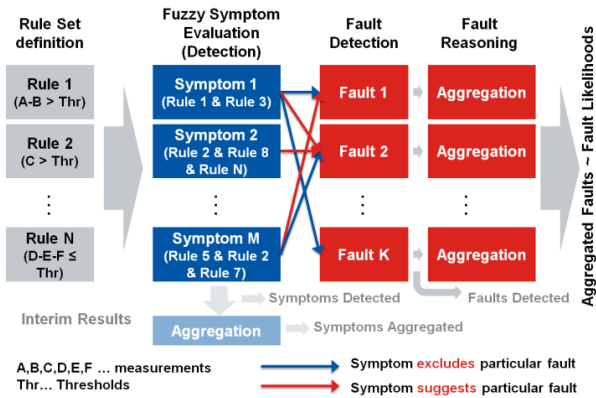 Rule Set
definition
Fuzzy Symptom
Evaluation
(Detection)
Fault
Detection
Fault
Reasoning
Rule 1
(A-B > Thr)
Symptom 1
(Rule 1 & Rule 3)
Fault 1
Aggregation
Rule 2
(C > Thr)
Symptom 2
(Rule 2 & Rule 8
& Rule N)
Fault 2
Aggregation
Rule N
(D-E-F ≤
Thr)
Symptom M
(Rule 5 & Rule 2
& Rule 7)
Fault K
Aggregation
Aggregated Faults ~ Fault Likelihoods
Symptoms Detected
Faults Detected
Interim Results
Aggregation
Symptoms Aggregated
A,B,C,D,E,F ... measurements
Thr... Thresholds
Symptom excludes particular fault
Symptom suggests particular fault